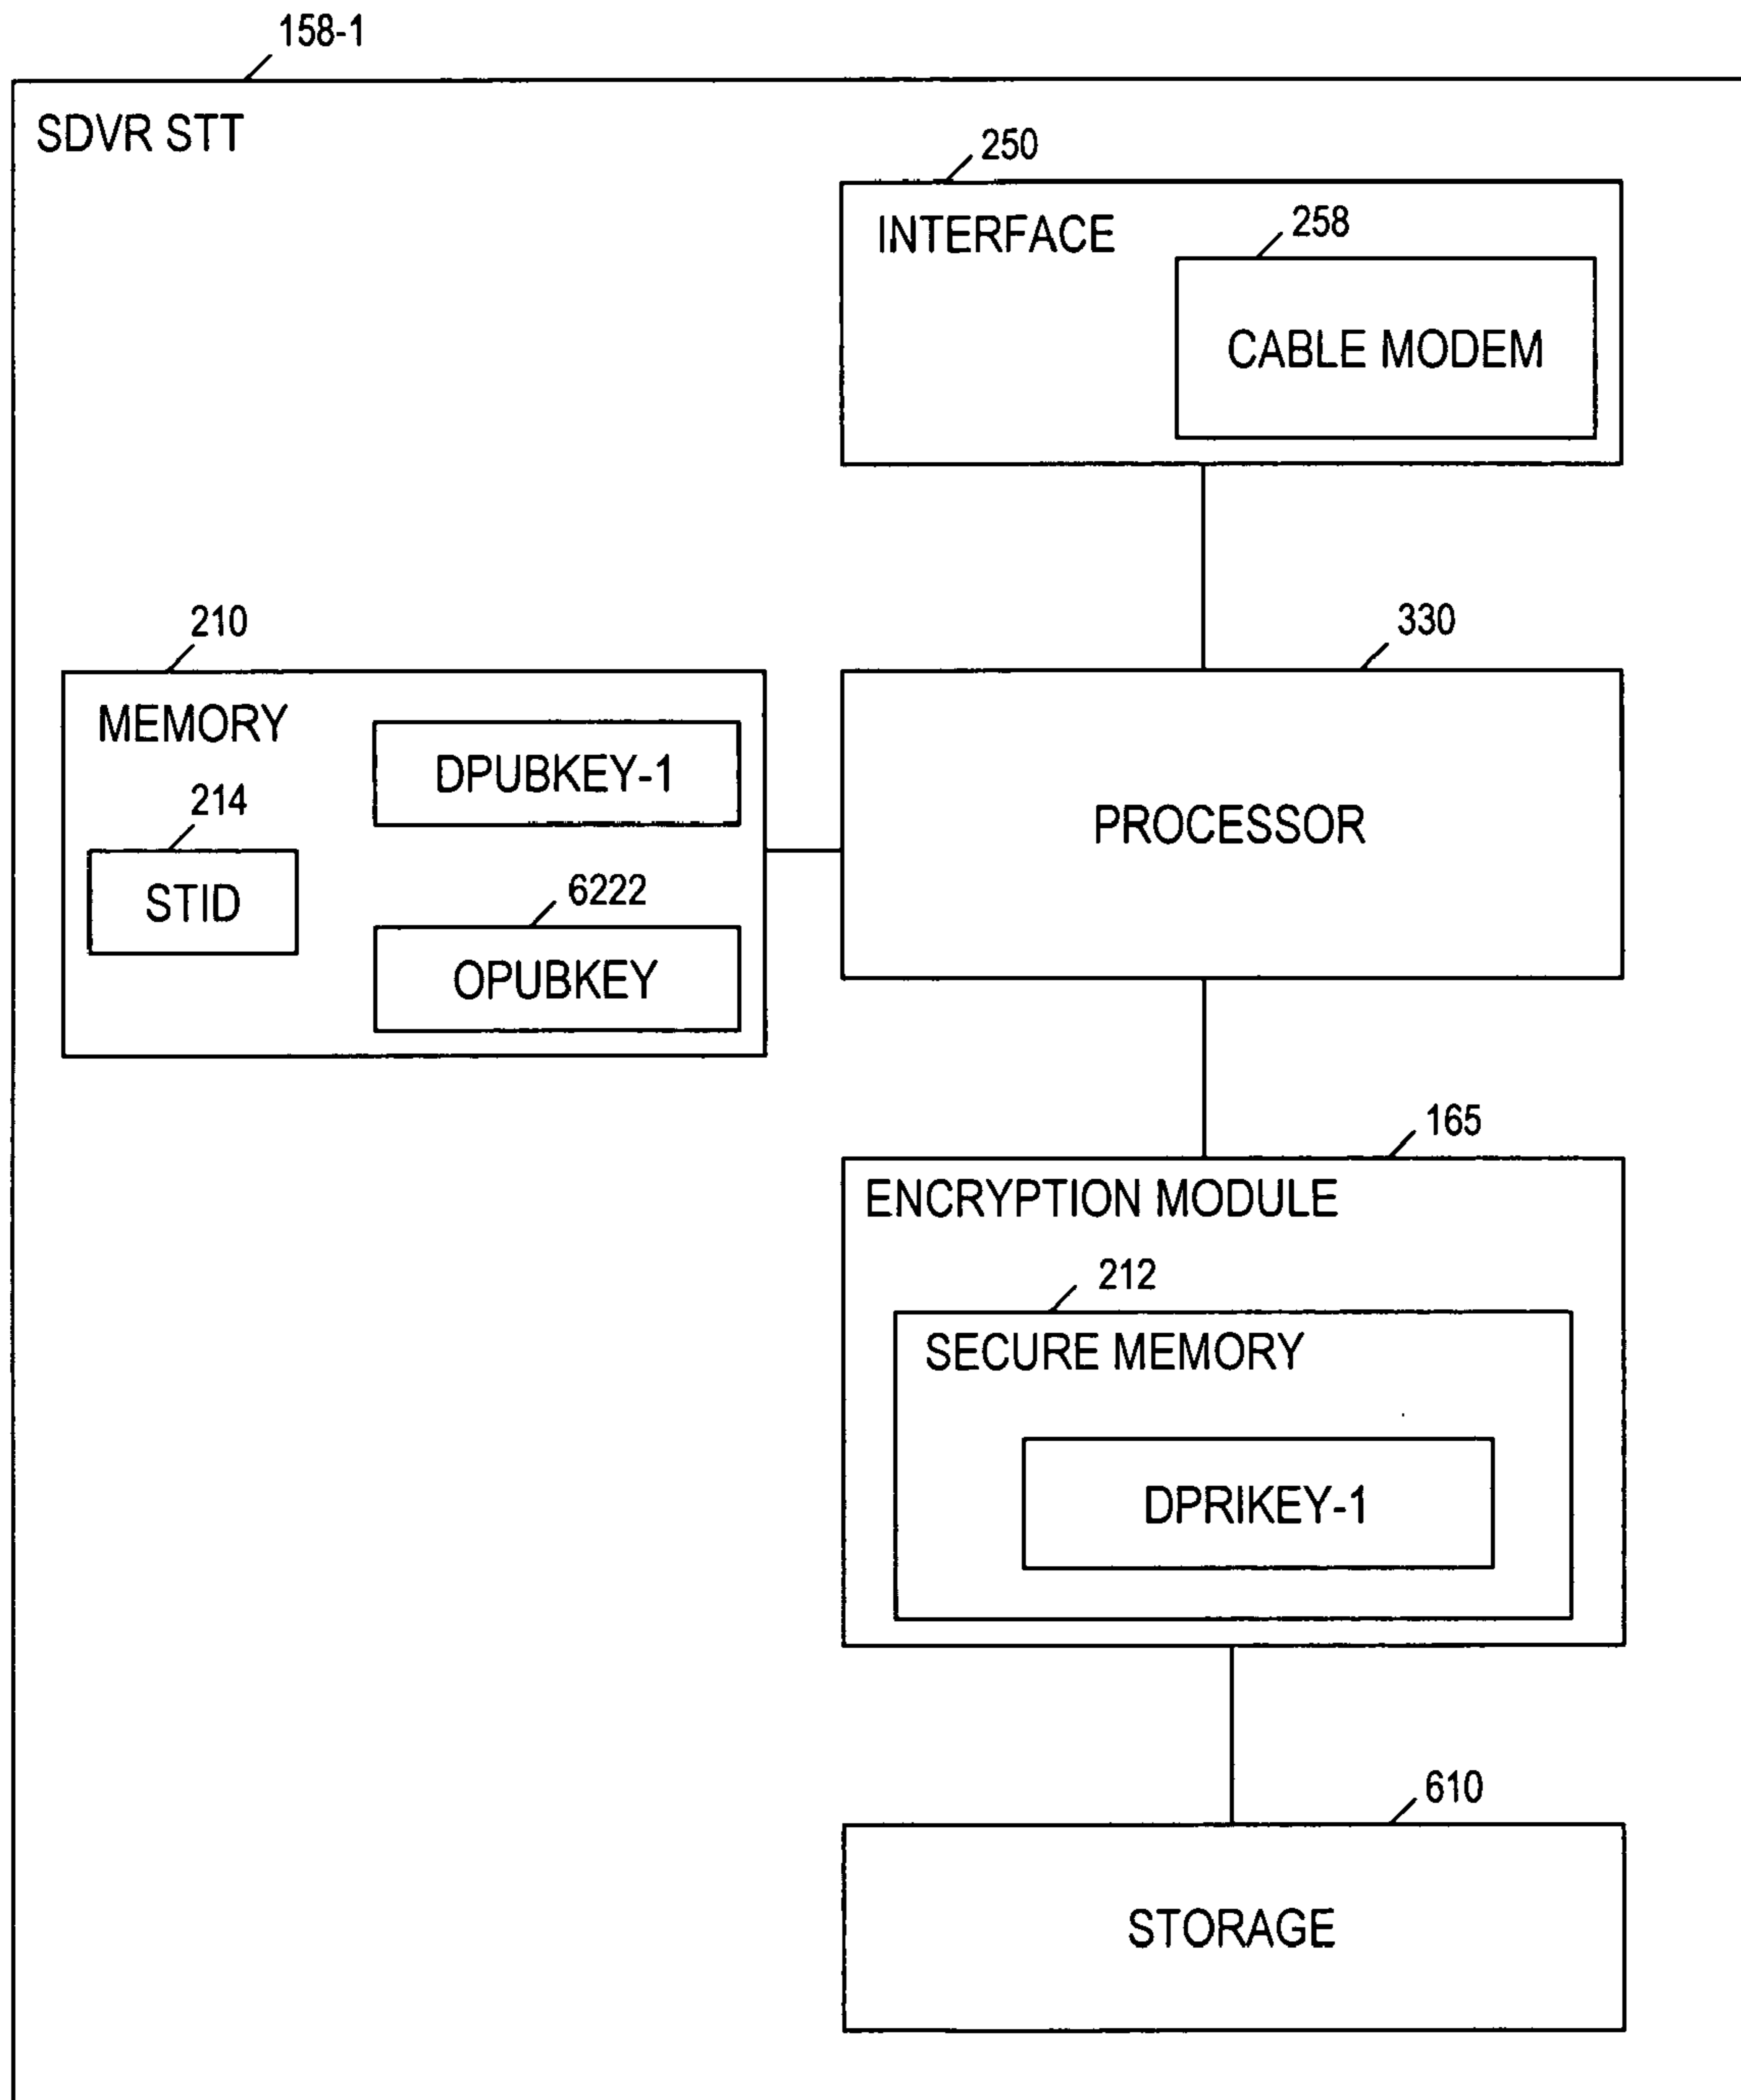 158-1
SDVR STT
250
INTERFACE
258
CABLE MODEM
210
330
MEMORY
DPUBKEY-1
214
PROCESSOR
STID
6222
OPUBKEY
165
ENCRYPTION MODULE
212
SECURE MEMORY
DPRIKEY-1
610
STORAGE